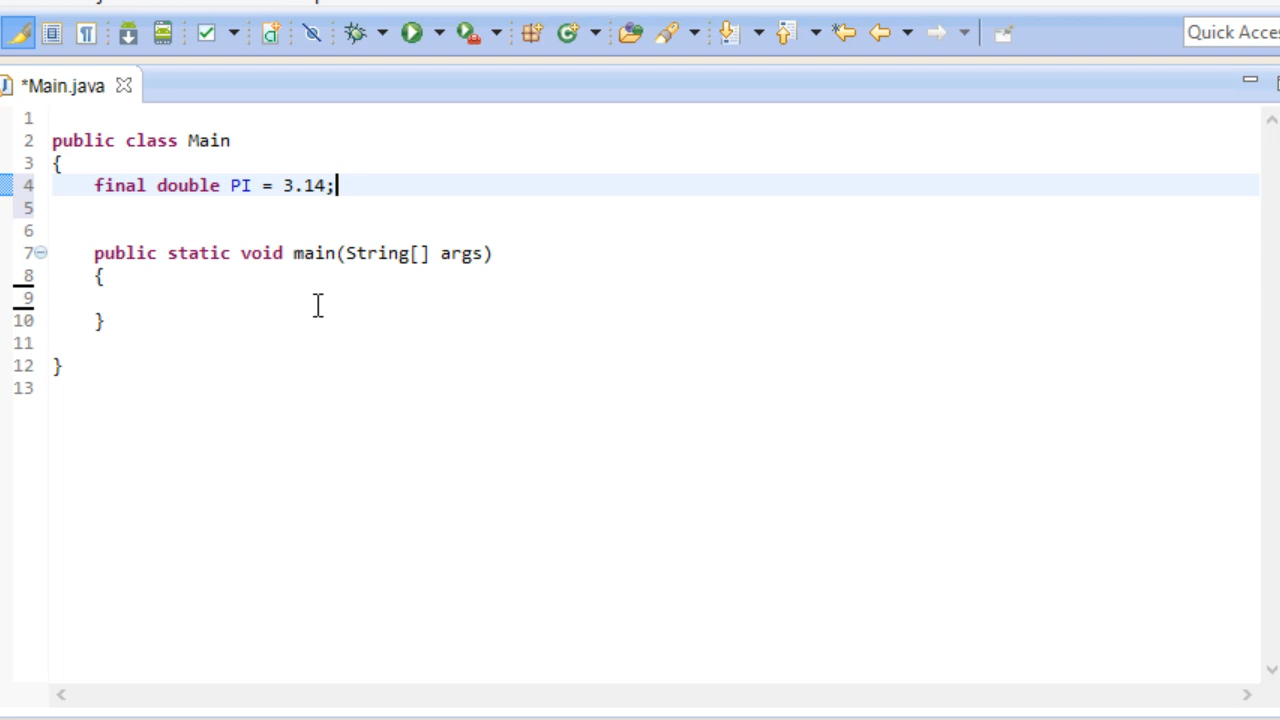 Quick Acce
*Main.java
1
2 public class Main
3 {
4 final double PI = 3.14;
5
6
7 public static void main(String[] args)
8 {
9
10 }
11
12 }
13